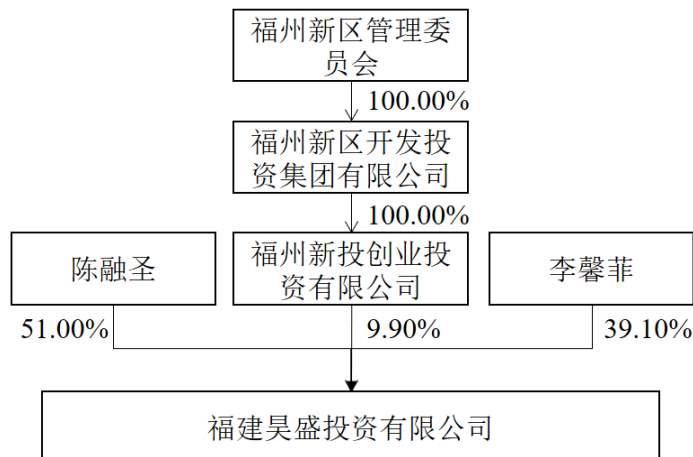 福州新区管理委
员会
100.00%
福州新区开发投
资集团有限公司
100.00%
陈融圣
福州新投创业投
资有限公司
李馨菲
51.00%
9.90%
39.10%
福建昊盛投资有限公司